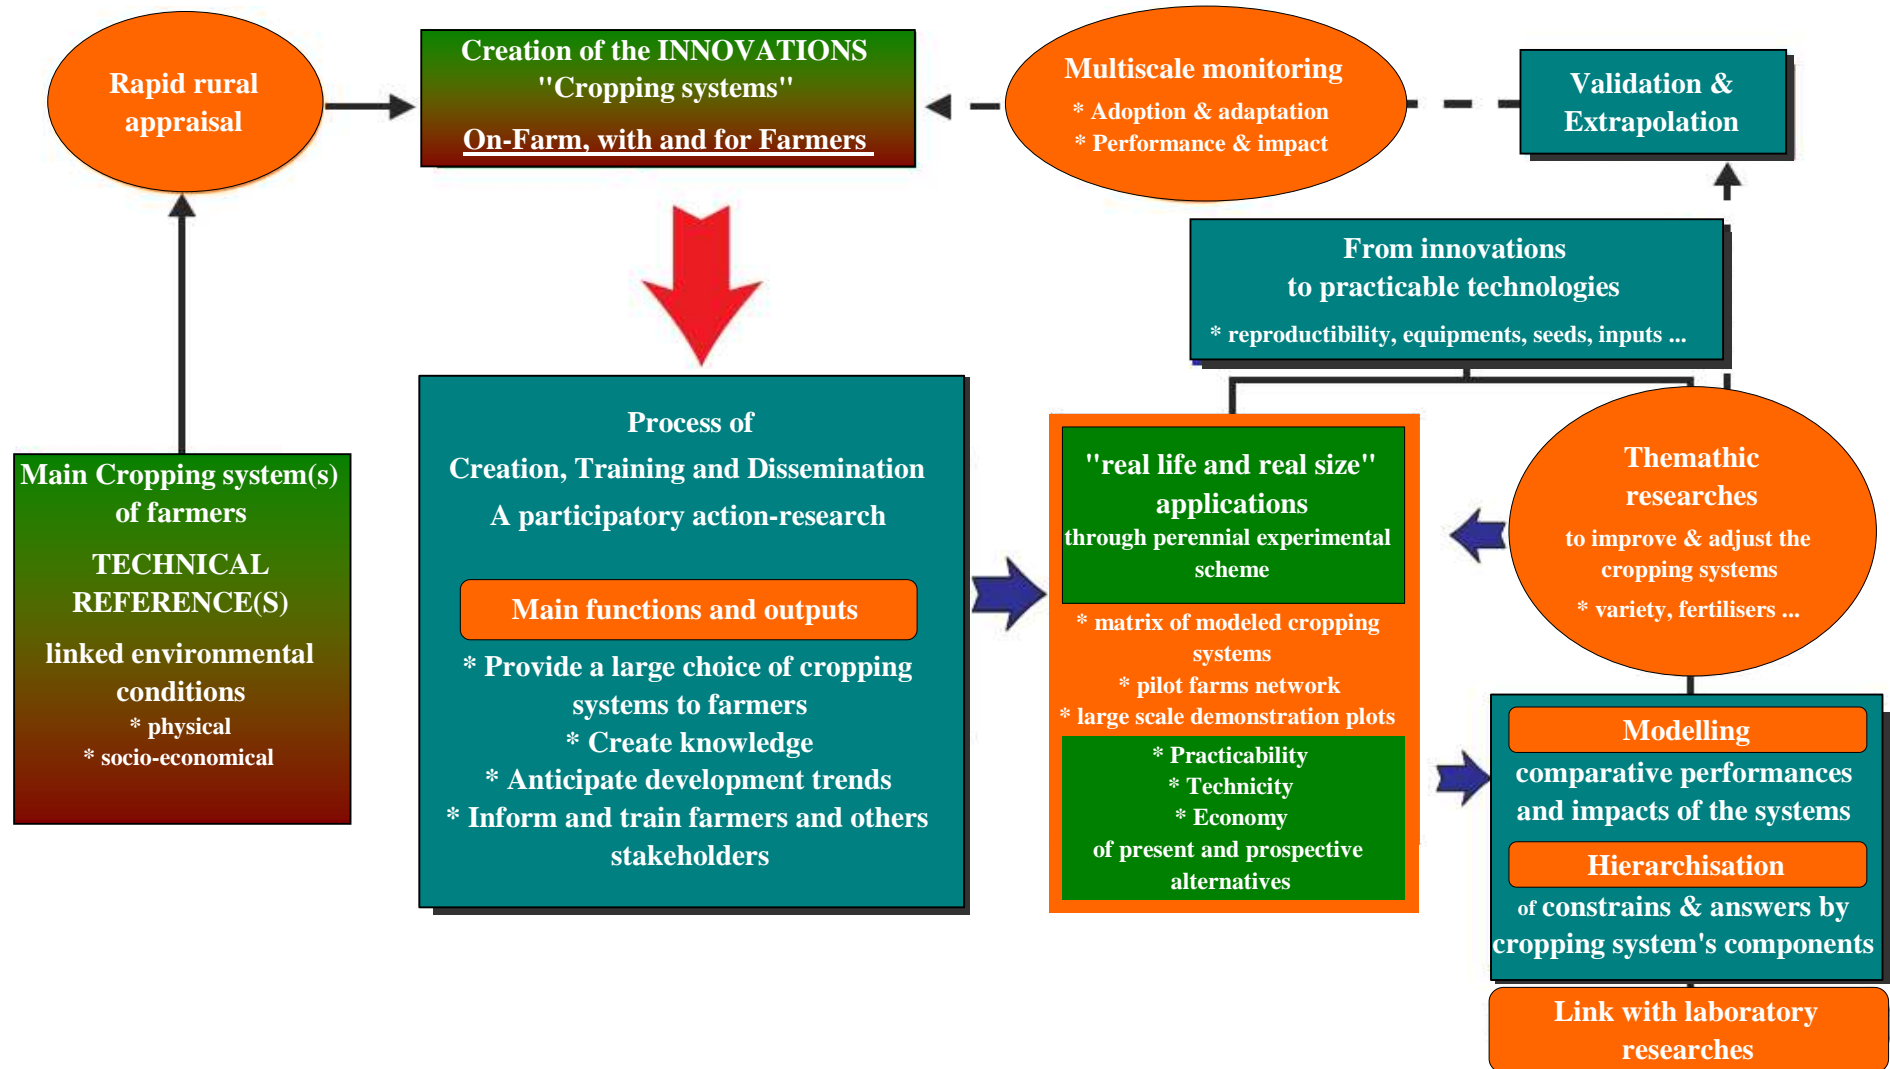 Rapid rural
appraisal
Creation of the INNOVATIONS
"Cropping systems"
On-Farm, with and for Farmers
Multiscale monitoring
* Adoption & adaptation
* Performance & impact
Validation &
Extrapolation
From innovations
to practicable technologies
* reproductibility, equipments, seeds, inputs ...
Main Cropping system(s)
of farmers
TECHNICAL
REFERENCE(S)
linked environmental
conditions
* physical
* socio-economical
Process of
Creation, Training and Dissemination
A participatory action-research
Main functions and outputs
* Provide a large choice of cropping
systems to farmers
* Create knowledge
* Anticipate development trends
* Inform and train farmers and others
stakeholders
"real life and real size"
applications
through perennial experimental
scheme
* matrix of modeled cropping
systems
* pilot farms network
* large scale demonstration plots
* Practicability
* Technicity
* Economy
of present and prospective
alternatives
Themathic
researches
to improve & adjust the
cropping systems
* variety, fertilisers ...
Modelling
comparative performances
and impacts of the systems
Hierarchisation
of constrains & answers by
cropping system's components
Link with laboratory
researches